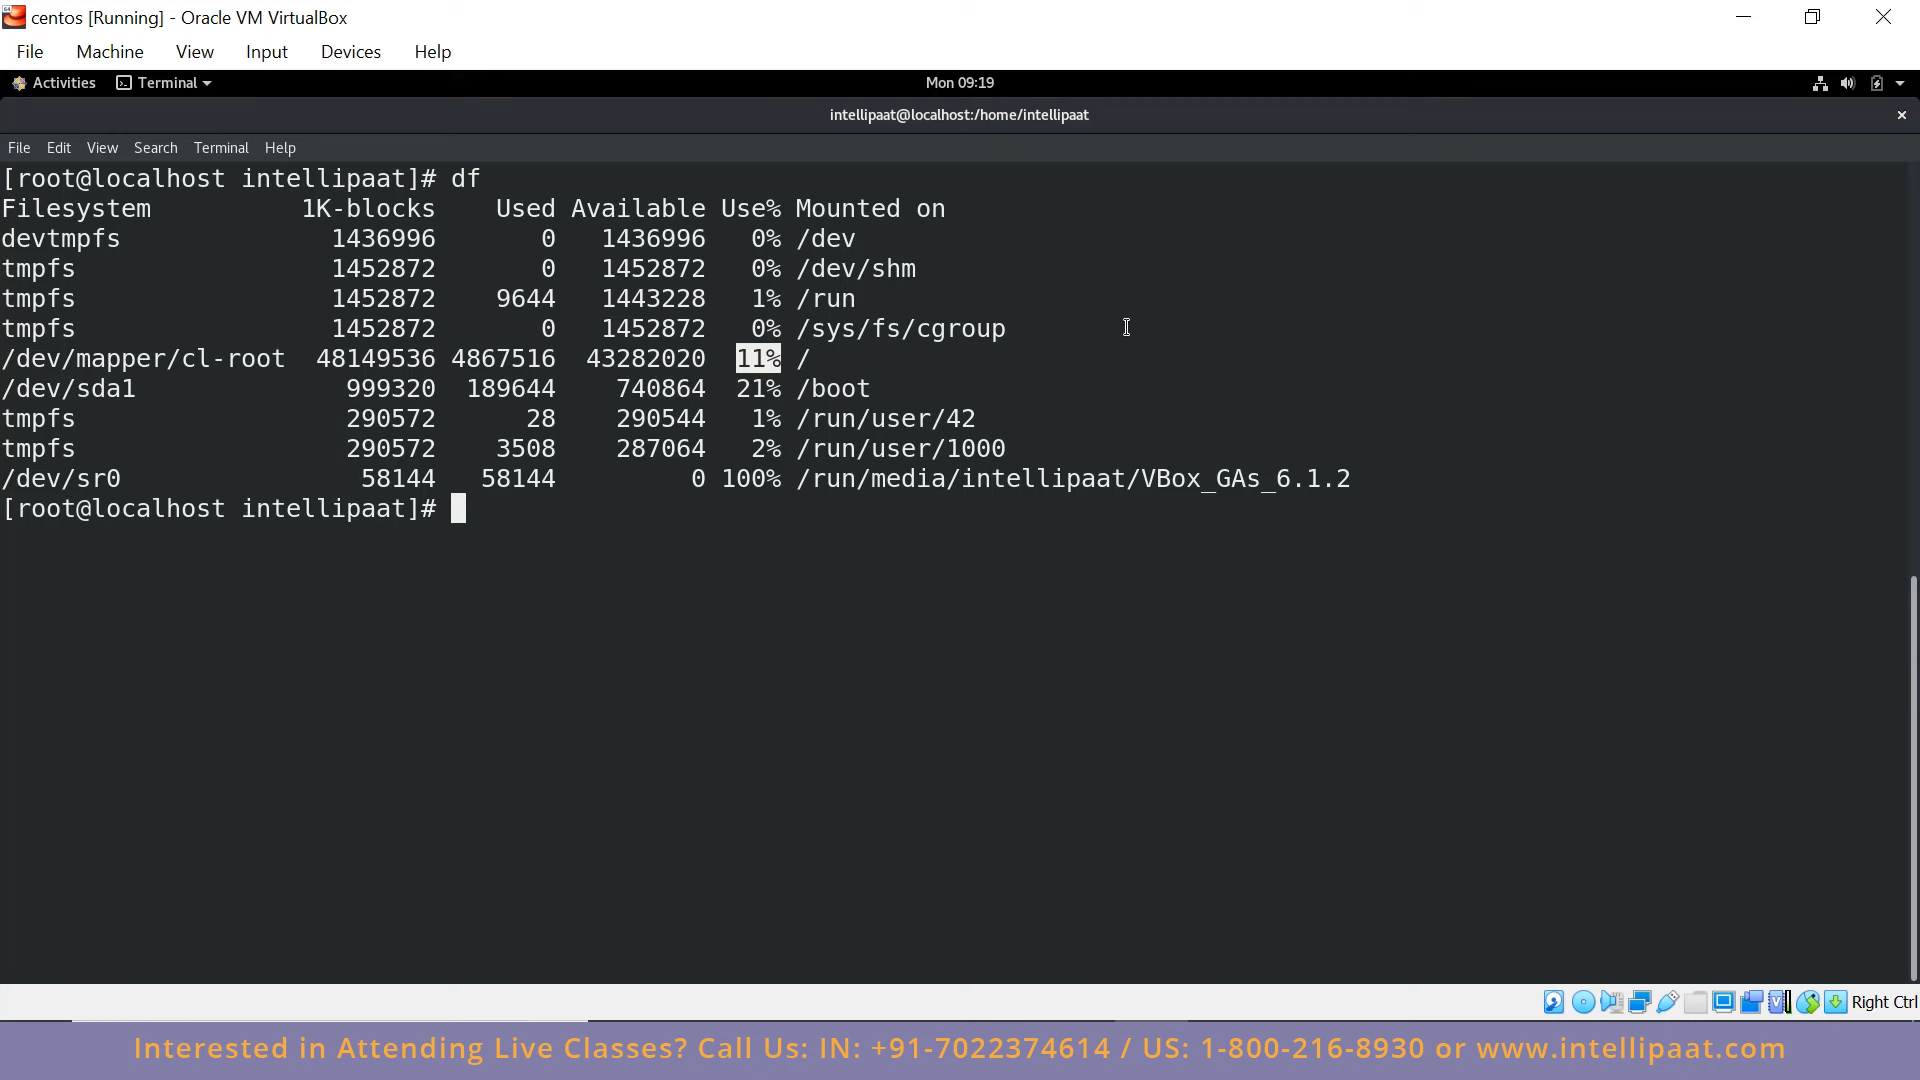 centos [Running] - Oracle VM VirtualBox
File Machine View Input Devices Help
Activities Terminal Mon 09:19
intellipaat@localhost:/home/intellipaat
File Edit View Search Terminal Help
[root@localhost intellipaat]# df
Filesystem 1K-blocks Used Available Use% Mounted on
devtmpfs 1436996 0 1436996 0% /dev
tmpfs 1452872 0 1452872 0% /dev/shm
tmpfs 1452872 9644 1443228 1% /run
tmpfs 1452872 0 1452872 0% /sys/fs/cgroup
/dev/mapper/cl-root 48149536 4867516 43282020 11% /
/dev/sda1 999320 189644 740864 21% /boot
tmpfs 290572 28 290544 1% /run/user/42
tmpfs 290572 3508 287064 2% /run/user/1000
/dev/sr0 58144 58144 0 100% /run/media/intellipaat/VBox_GAs_6.1.2
[root@localhost intellipaat]#
Right Ctrl
Interested in Attending Live Classes? Call Us: IN: +91-7022374614 / US: 1-800-216-8930 or www.intellipaat.com